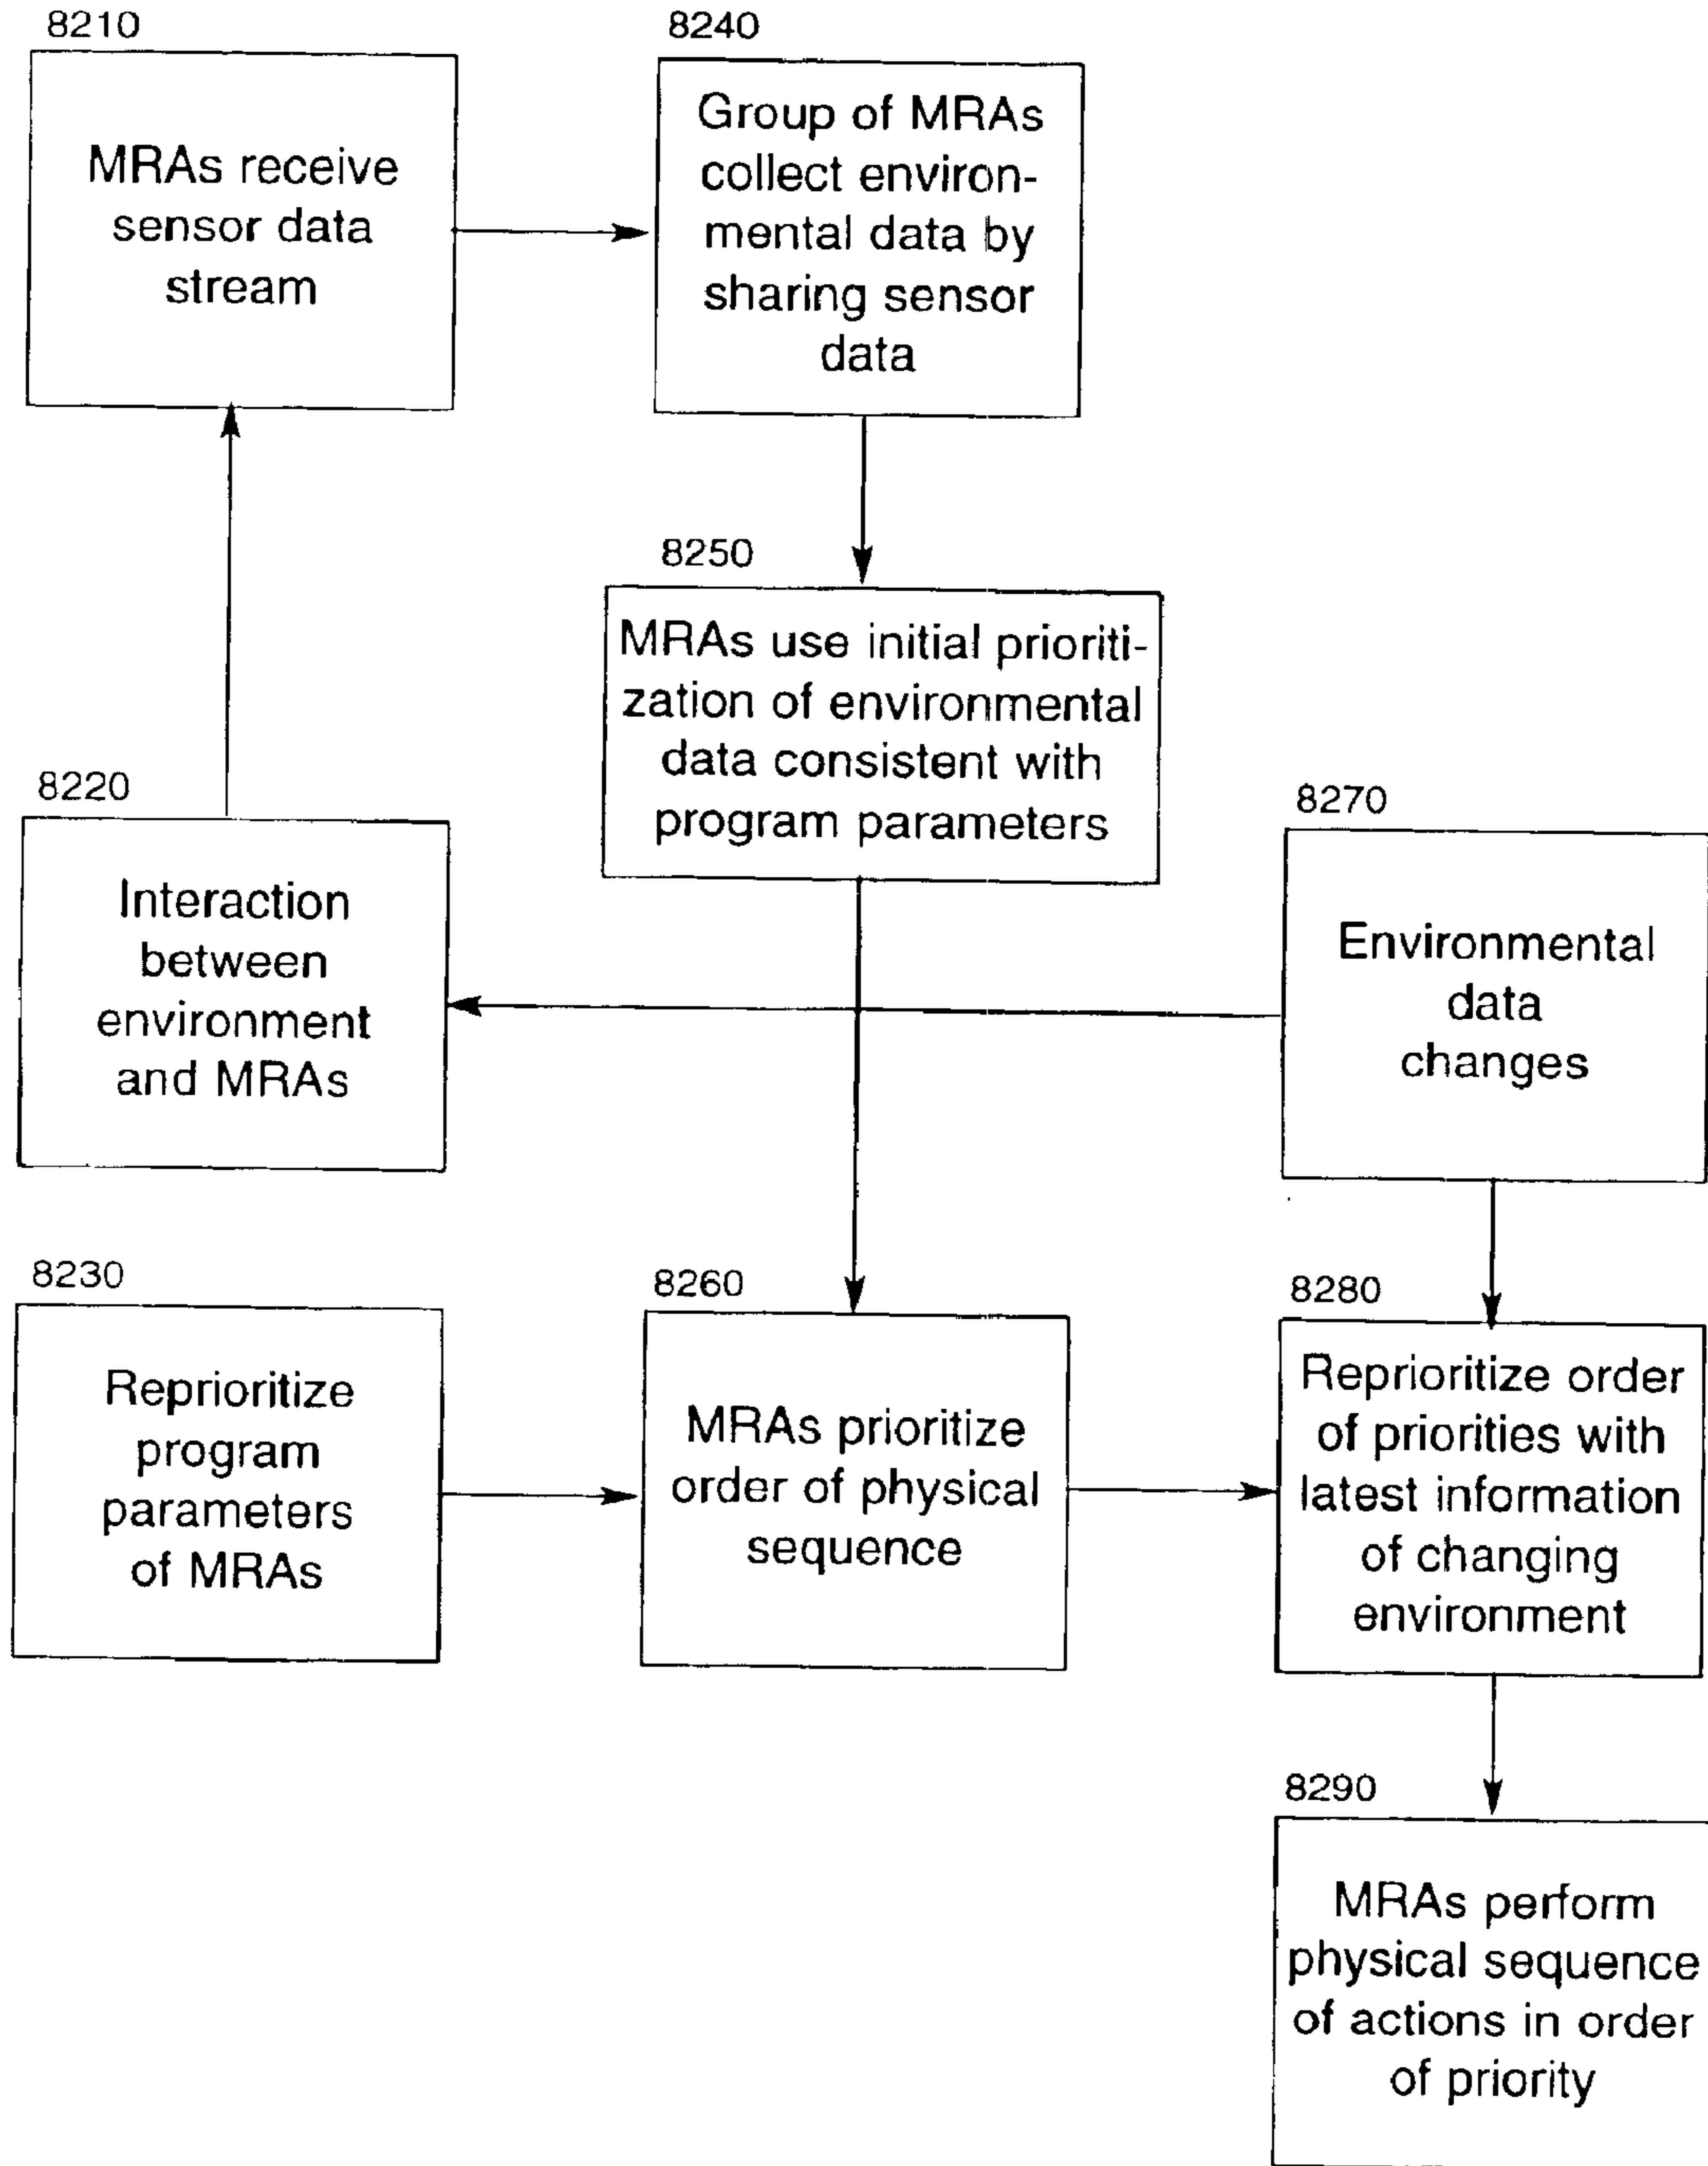 8210
MRAs receive
sensor data
stream
8240
Group of MRAs
collect environ-
mental data by
sharing sensor
data
8250
MRAs use initial prioriti-
zation of environmental
data consistent with
program parameters
8220
Interaction
between
environment
and MRAs
8270
Environmental
data
changes
8230
Reprioritize
program
parameters
of MRAs
8260
MRAs prioritize
order of physical
sequence
8280
Reprioritize order
of priorities with
latest information
of changing
environment
8290
MRAs perform
physical sequence
of actions in order
of priority